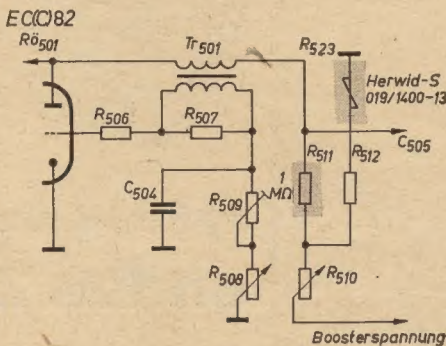 EC(C)82
Rö501
Tr501
R523
Herwid-S
019/1400-13
C505
R506
R507
R511
R512
1
MΩ
C504
R509
R508
R510
Boosterspannung